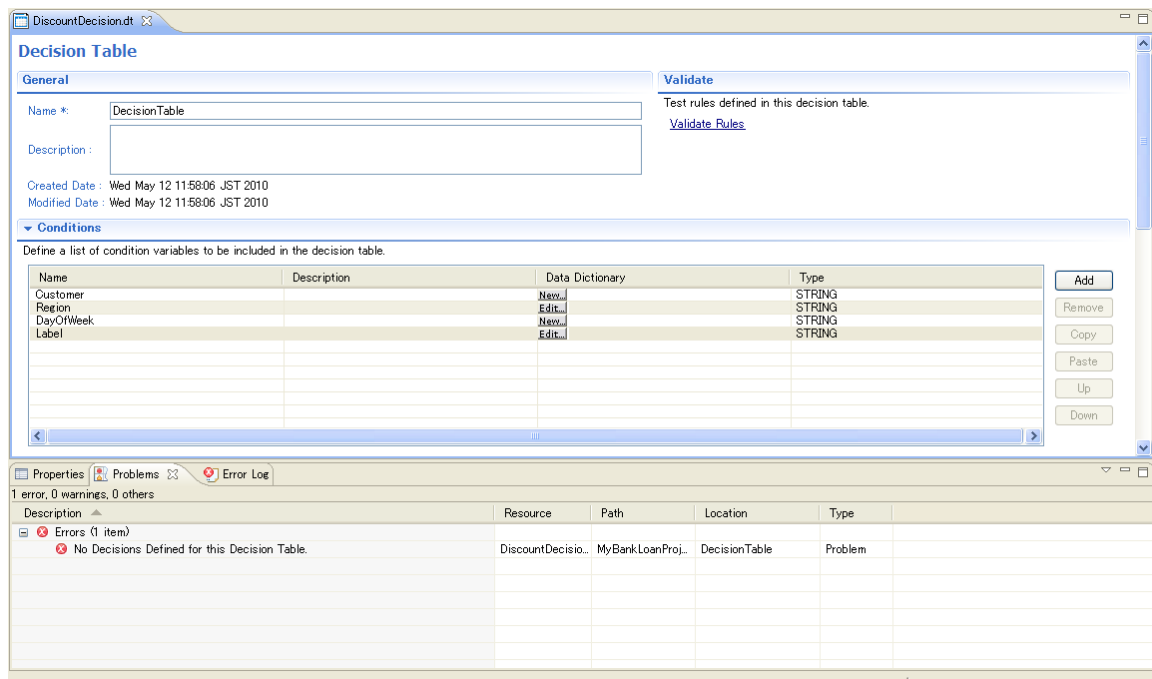 DiscountDecision.dt
Decision Table
General
Name *: DecisionTable
Description :
Created Date : Wed May 12 11:58:06 JST 2010
Modified Date : Wed May 12 11:58:06 JST 2010
Validate
Test rules defined in this decision table.
Validate Rules
Conditions
Define a list of condition variables to be included in the decision table.
Name Description Data Dictionary Type
Customer New... STRING
Region Edit... STRING
DayOfWeek New... STRING
Label Edit... STRING
Add
Remove
Copy
Paste
Up
Down
Properties Problems Error Log
1 error, 0 warnings, 0 others
Description Resource Path Location Type
Errors (1 item)
No Decisions Defined for this Decision Table. DiscountDecisio... MyBankLoanProj... DecisionTable Problem